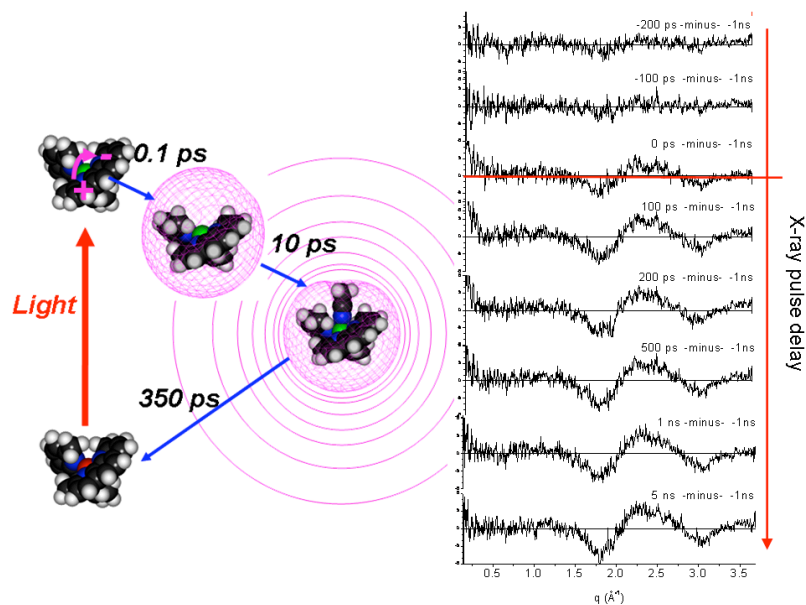 0.1 ps
+
-
10 ps
Light
350 ps
-200 ps -minus- -1ns
-100 ps -minus- -1ns
0 ps -minus- -1ns
100 ps -minus- -1ns
200 ps -minus- -1ns
500 ps -minus- -1ns
1 ns -minus- -1ns
5 ns -minus- -1ns
0.5 1.0 1.5 2.0 2.5 3.0 3.5
q (Å⁻¹)
X-ray pulse delay